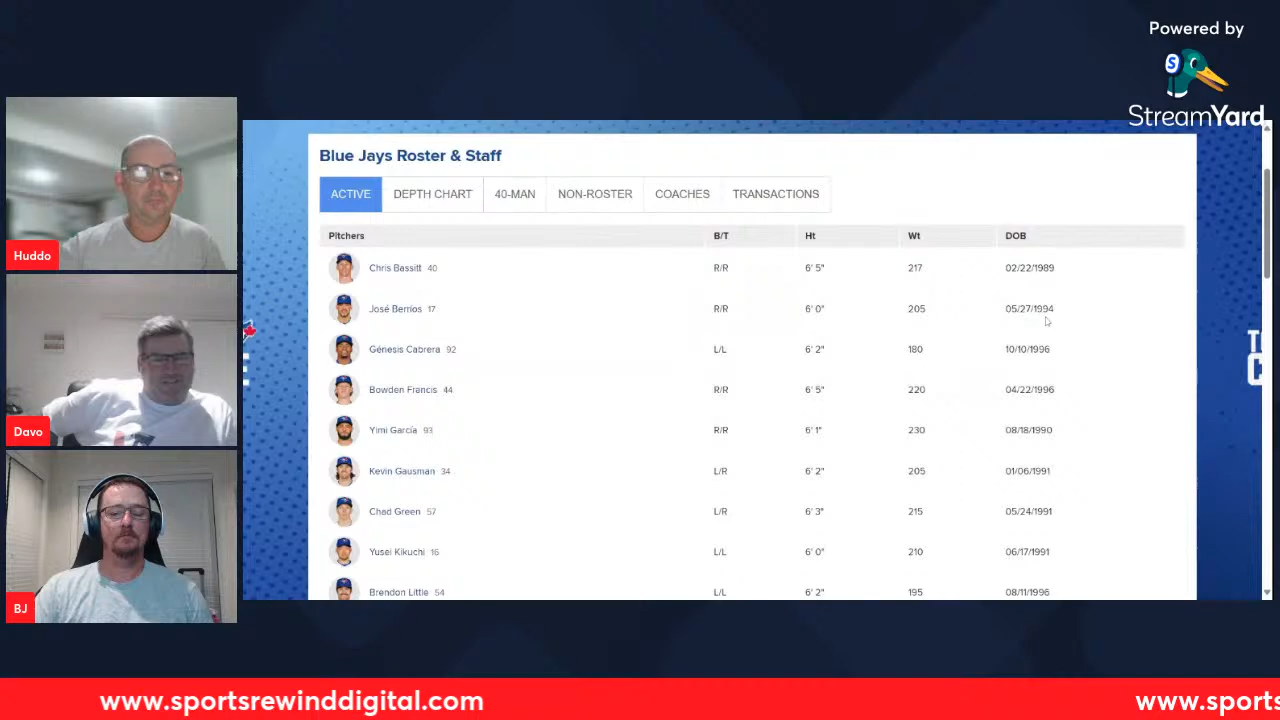 Powered by
S
StreamYard
Huddo
Davo
BJ
Blue Jays Roster & Staff
ACTIVE DEPTH CHART 40-MAN NON-ROSTER COACHES TRANSACTIONS
Pitchers B/T Ht Wt DOB
Chris Bassitt 40 R/R 6' 5" 217 02/22/1989
José Berríos 17 R/R 6' 0" 205 05/27/1994
Génesis Cabrera 92 L/L 6' 2" 180 10/10/1996
Bowden Francis 44 R/R 6' 5" 220 04/22/1996
Yimi García 93 R/R 6' 1" 230 08/18/1990
Kevin Gausman 34 L/R 6' 2" 205 01/06/1991
Chad Green 57 L/R 6' 3" 215 05/24/1991
Yusei Kikuchi 16 L/L 6' 0" 210 06/17/1991
Brendon Little 54 L/L 6' 2" 195 08/11/1996
www.sportsrewinddigital.com www.sports